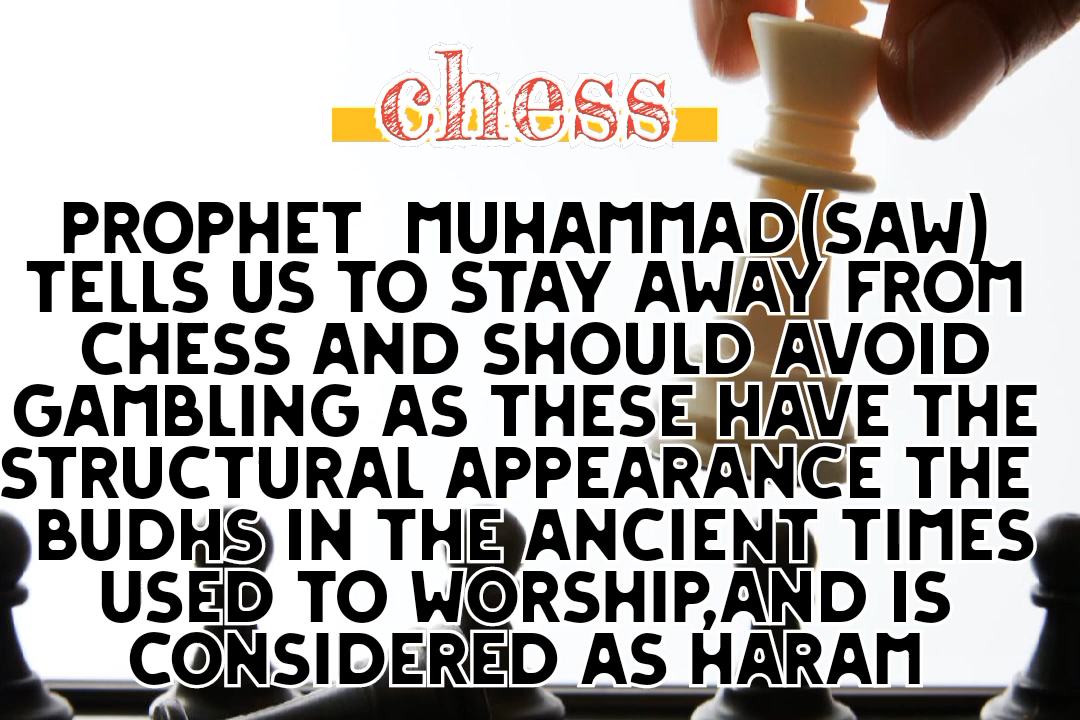 chess
PROPHET MUHAMMAD(SAW)
TELLS US TO STAY AWAY FROM
CHESS AND SHOULD AVOID
GAMBLING AS THESE HAVE THE
STRUCTURAL APPEARANCE THE
BUDHS IN THE ANCIENT TIMES
USED TO WORSHIP,AND IS
CONSIDERED AS HARAM